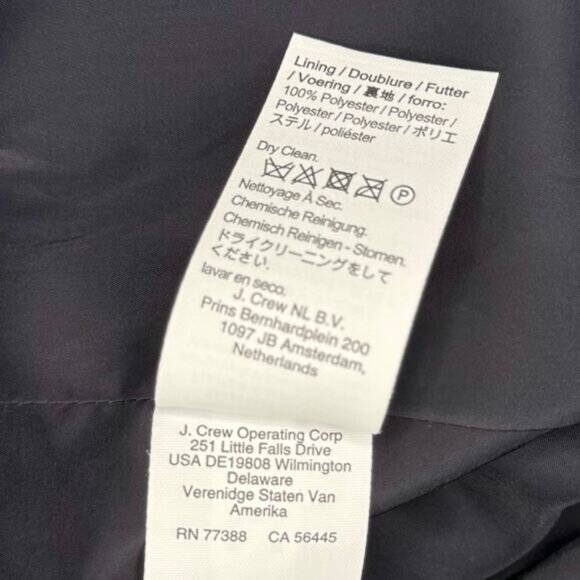 Lining / Doublure / Futter
/ Voering / 裏地 / forro:
100% Polyester / Polyester /
Polyester / Polyester / ポリエ
ステル / poliéster
Dry Clean.
P
Nettoyage À Sec.
Chemische Reinigung.
Chemisch Reinigen - Stomen.
ドライクリーニングをして
ください.
lavar en seco.
J. Crew NL B.V.
Prins Bernhardplein 200
1097 JB Amsterdam,
Netherlands
J. Crew Operating Corp
251 Little Falls Drive
USA DE19808 Wilmington
Delaware
Verenidge Staten Van
Amerika
RN 77388 CA 56445